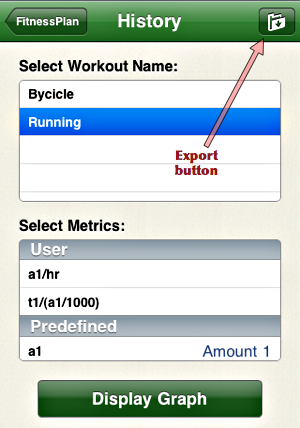 FitnessPlan
History
Select Workout Name:
Bycicle
Running
Export
button
Select Metrics:
User
a1/hr
t1/(a1/1000)
Predefined
a1 Amount 1
Display Graph